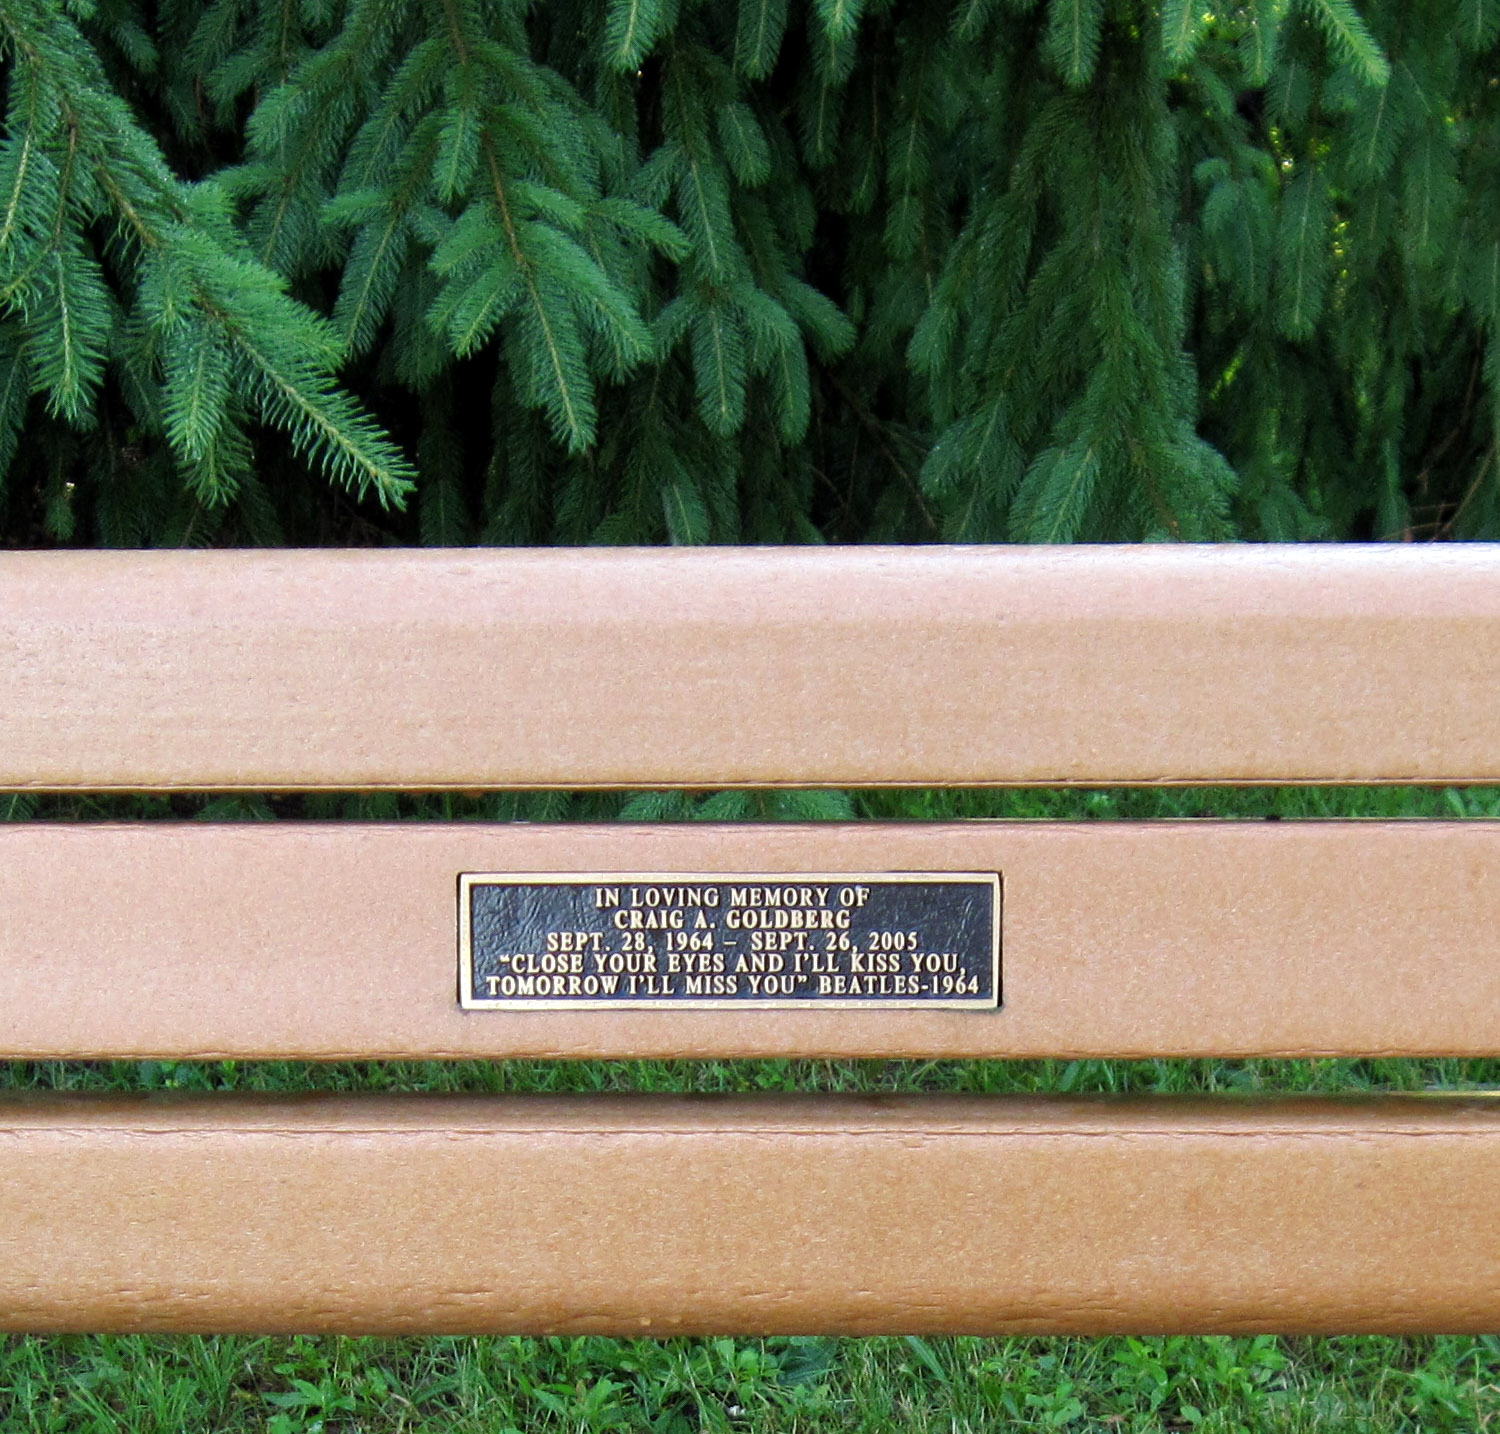 IN LOVING MEMORY OF
CRAIG A. GOLDBERG
SEPT. 28, 1964 – SEPT. 26, 2005
“CLOSE YOUR EYES AND I'LL KISS YOU,
TOMORROW I'LL MISS YOU” BEATLES-1964